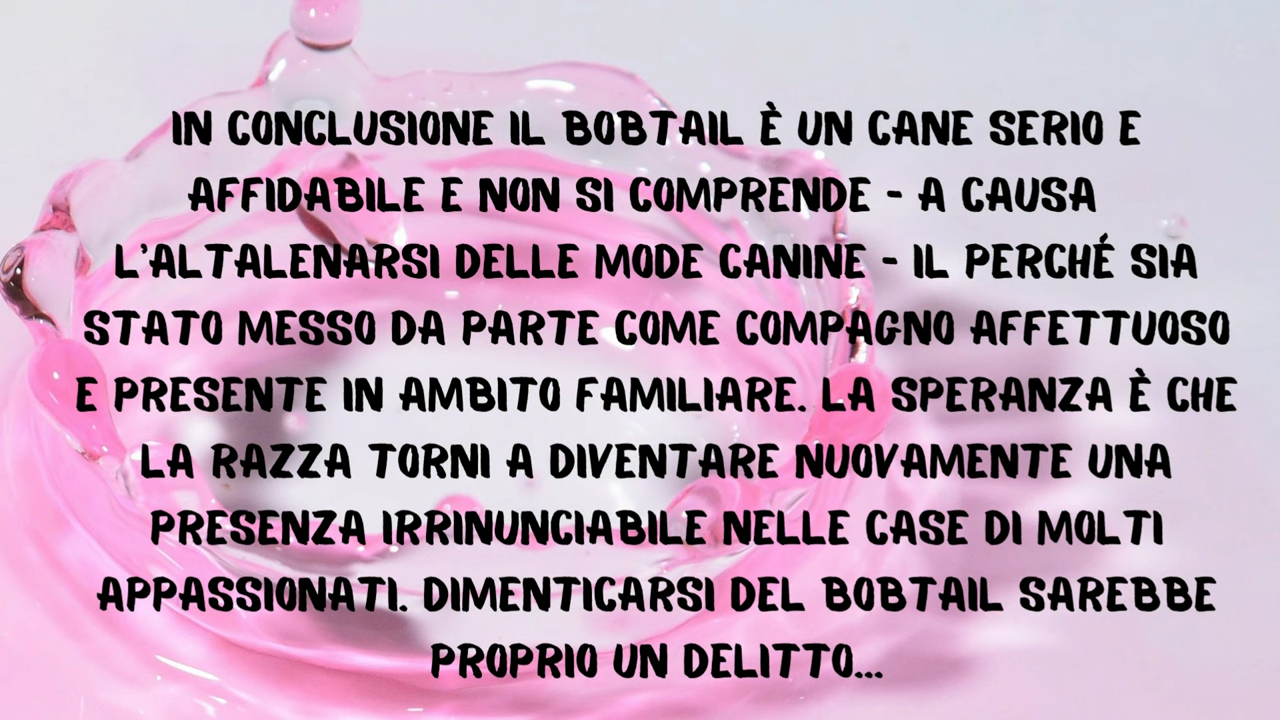 IN CONCLUSIONE IL BOBTAIL È UN CANE SERIO E
AFFIDABILE E NON SI COMPRENDE - A CAUSA
L'ALTALENARSI DELLE MODE CANINE - IL PERCHÉ SIA
STATO MESSO DA PARTE COME COMPAGNO AFFETTUOSO
E PRESENTE IN AMBITO FAMILIARE. LA SPERANZA È CHE
LA RAZZA TORNI A DIVENTARE NUOVAMENTE UNA
PRESENZA IRRINUNCIABILE NELLE CASE DI MOLTI
APPASSIONATI. DIMENTICARSI DEL BOBTAIL SAREBBE
PROPRIO UN DELITTO...